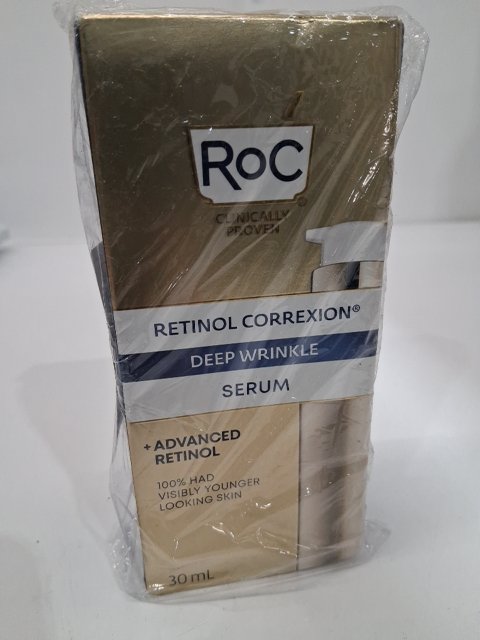 RoC
®
CLINICALLY
PROVEN
RETINOL CORREXION®
DEEP WRINKLE
SERUM
+ADVANCED
RETINOL
100% HAD
VISIBLY YOUNGER
LOOKING SKIN
30 mL